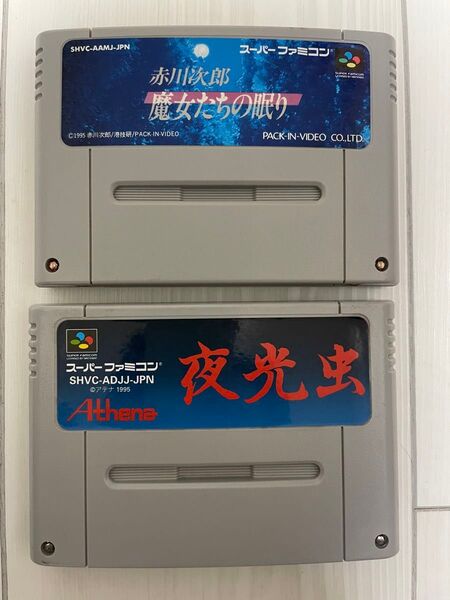 SHVC-AAMJ-JPN
スーパーファミコン
赤川次郎
魔女たちの眠り
©1995 赤川次郎/港技研/PACK-IN-VIDEO
PACK-IN-VIDEO CO.,LTD.
スーパーファミコン
SHVC-ADJJ-JPN
©アテナ 1995
Athena
夜光虫